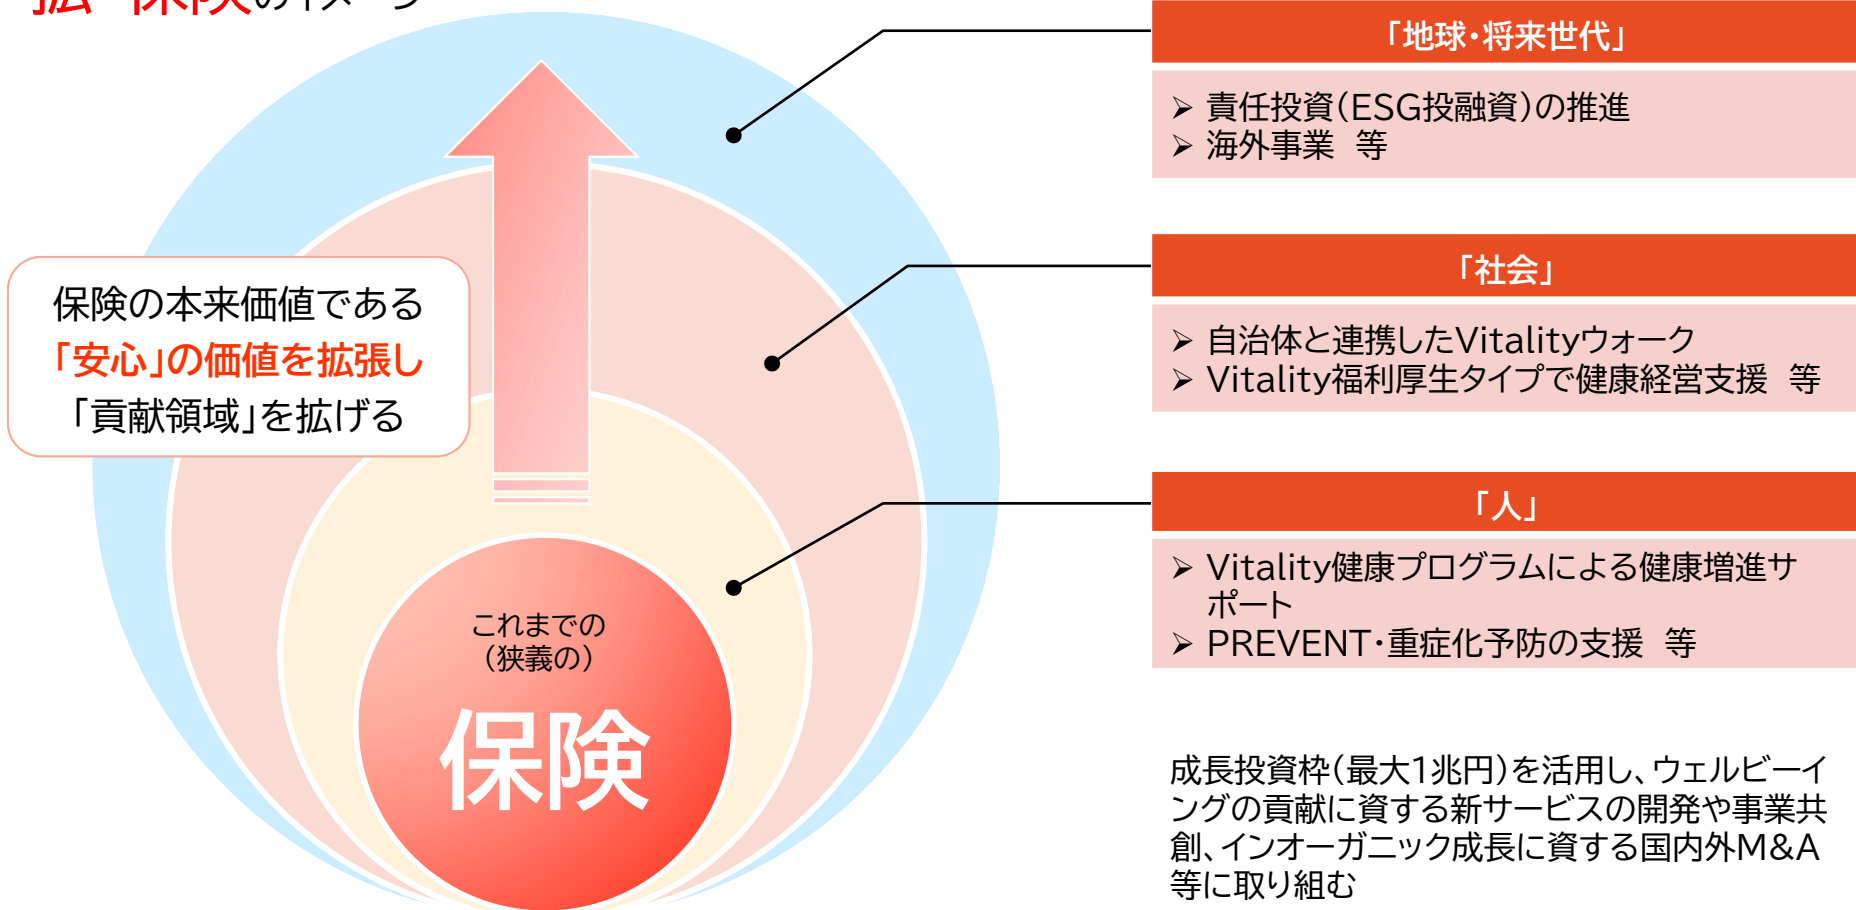 拡 保険のイメージ
「地球・将来世代」
➢ 責任投資(ESG投融資)の推進
➢ 海外事業 等
「社会」
➢ 自治体と連携したVitalityウォーク
➢ Vitality福利厚生タイプで健康経営支援 等
「人」
➢ Vitality健康プログラムによる健康増進サ
ポート
➢ PREVENT・重症化予防の支援 等
保険の本来価値である
「安心」の価値を拡張し
「貢献領域」を拡げる
これまでの
(狭義の)
保険
成長投資枠(最大1兆円)を活用し、ウェルビーイ
ングの貢献に資する新サービスの開発や事業共
創、インオーガニック成長に資する国内外M&A
等に取り組む